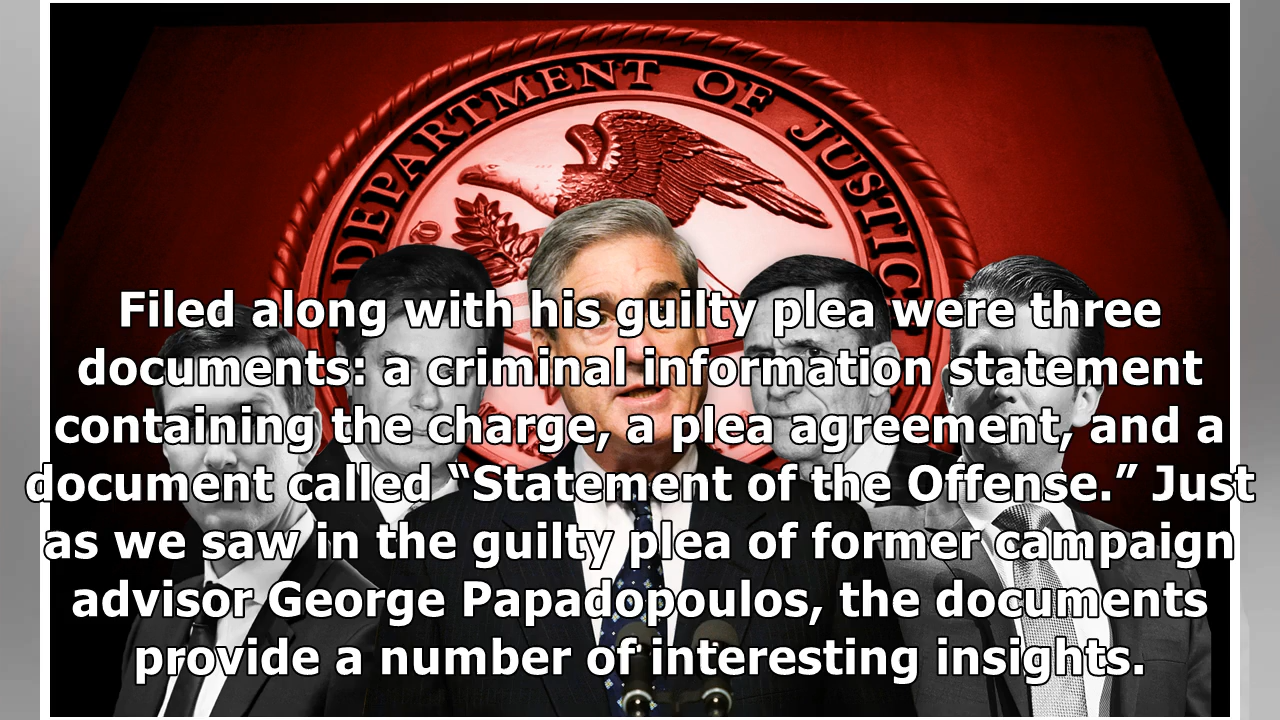 DEPARTMENT OF JUSTICE
Filed along with his guilty plea were three
documents: a criminal information statement
containing the charge, a plea agreement, and a
document called “Statement of the Offense.” Just
as we saw in the guilty plea of former campaign
advisor George Papadopoulos, the documents
provide a number of interesting insights.